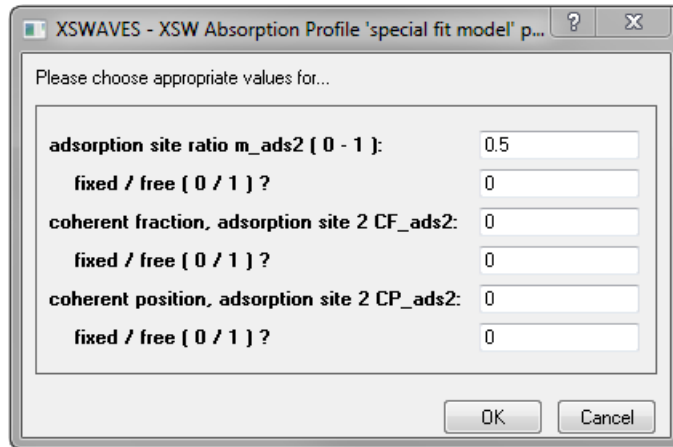 XSWAVES - XSW Absorption Profile 'special fit model' p...
Please choose appropriate values for...
adsorption site ratio m_ads2 ( 0 - 1 ): 0.5
fixed / free ( 0 / 1 ) ? 0
coherent fraction, adsorption site 2 CF_ads2: 0
fixed / free ( 0 / 1 ) ? 0
coherent position, adsorption site 2 CP_ads2: 0
fixed / free ( 0 / 1 ) ? 0
OK Cancel